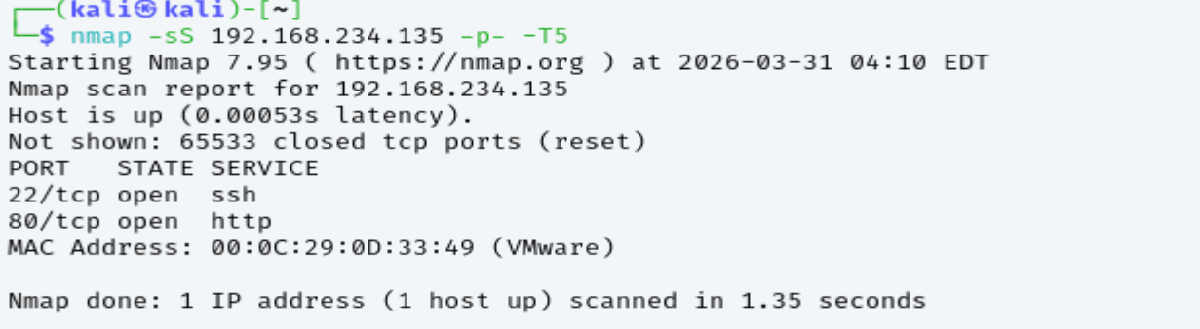 ┌──(kali㉿kali)-[~]
└─$ nmap -sS 192.168.234.135 -p- -T5
Starting Nmap 7.95 ( https://nmap.org ) at 2026-03-31 04:10 EDT
Nmap scan report for 192.168.234.135
Host is up (0.00053s latency).
Not shown: 65533 closed tcp ports (reset)
PORT   STATE SERVICE
22/tcp open  ssh
80/tcp open  http
MAC Address: 00:0C:29:0D:33:49 (VMware)
Nmap done: 1 IP address (1 host up) scanned in 1.35 seconds